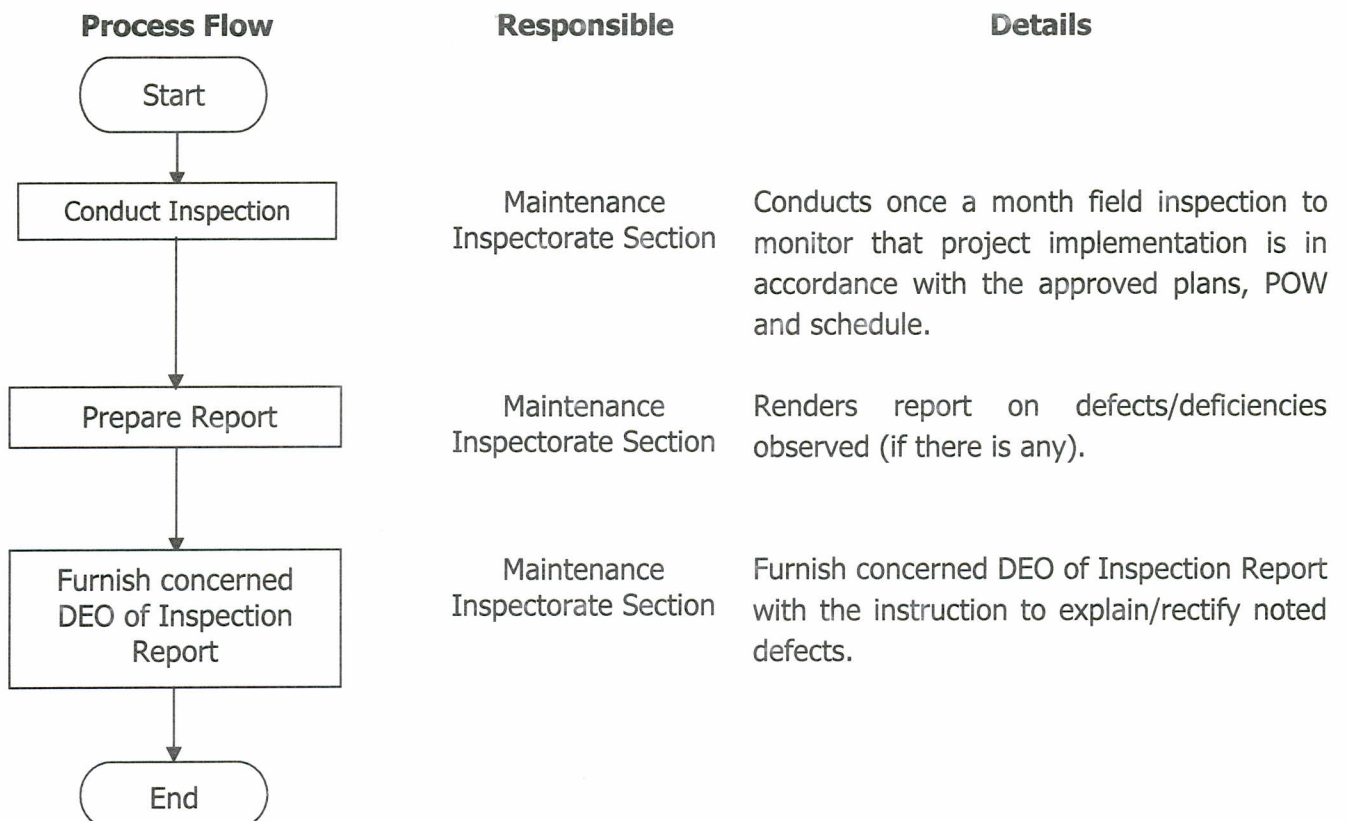 Process Flow Responsible Details
Start
Conduct Inspection
Maintenance
Inspectorate Section
Conducts once a month field inspection to
monitor that project implementation is in
accordance with the approved plans, POW
and schedule.
Prepare Report
Maintenance
Inspectorate Section
Renders report on defects/deficiencies
observed (if there is any).
Furnish concerned
DEO of Inspection
Report
Maintenance
Inspectorate Section
Furnish concerned DEO of Inspection Report
with the instruction to explain/rectify noted
defects.
End